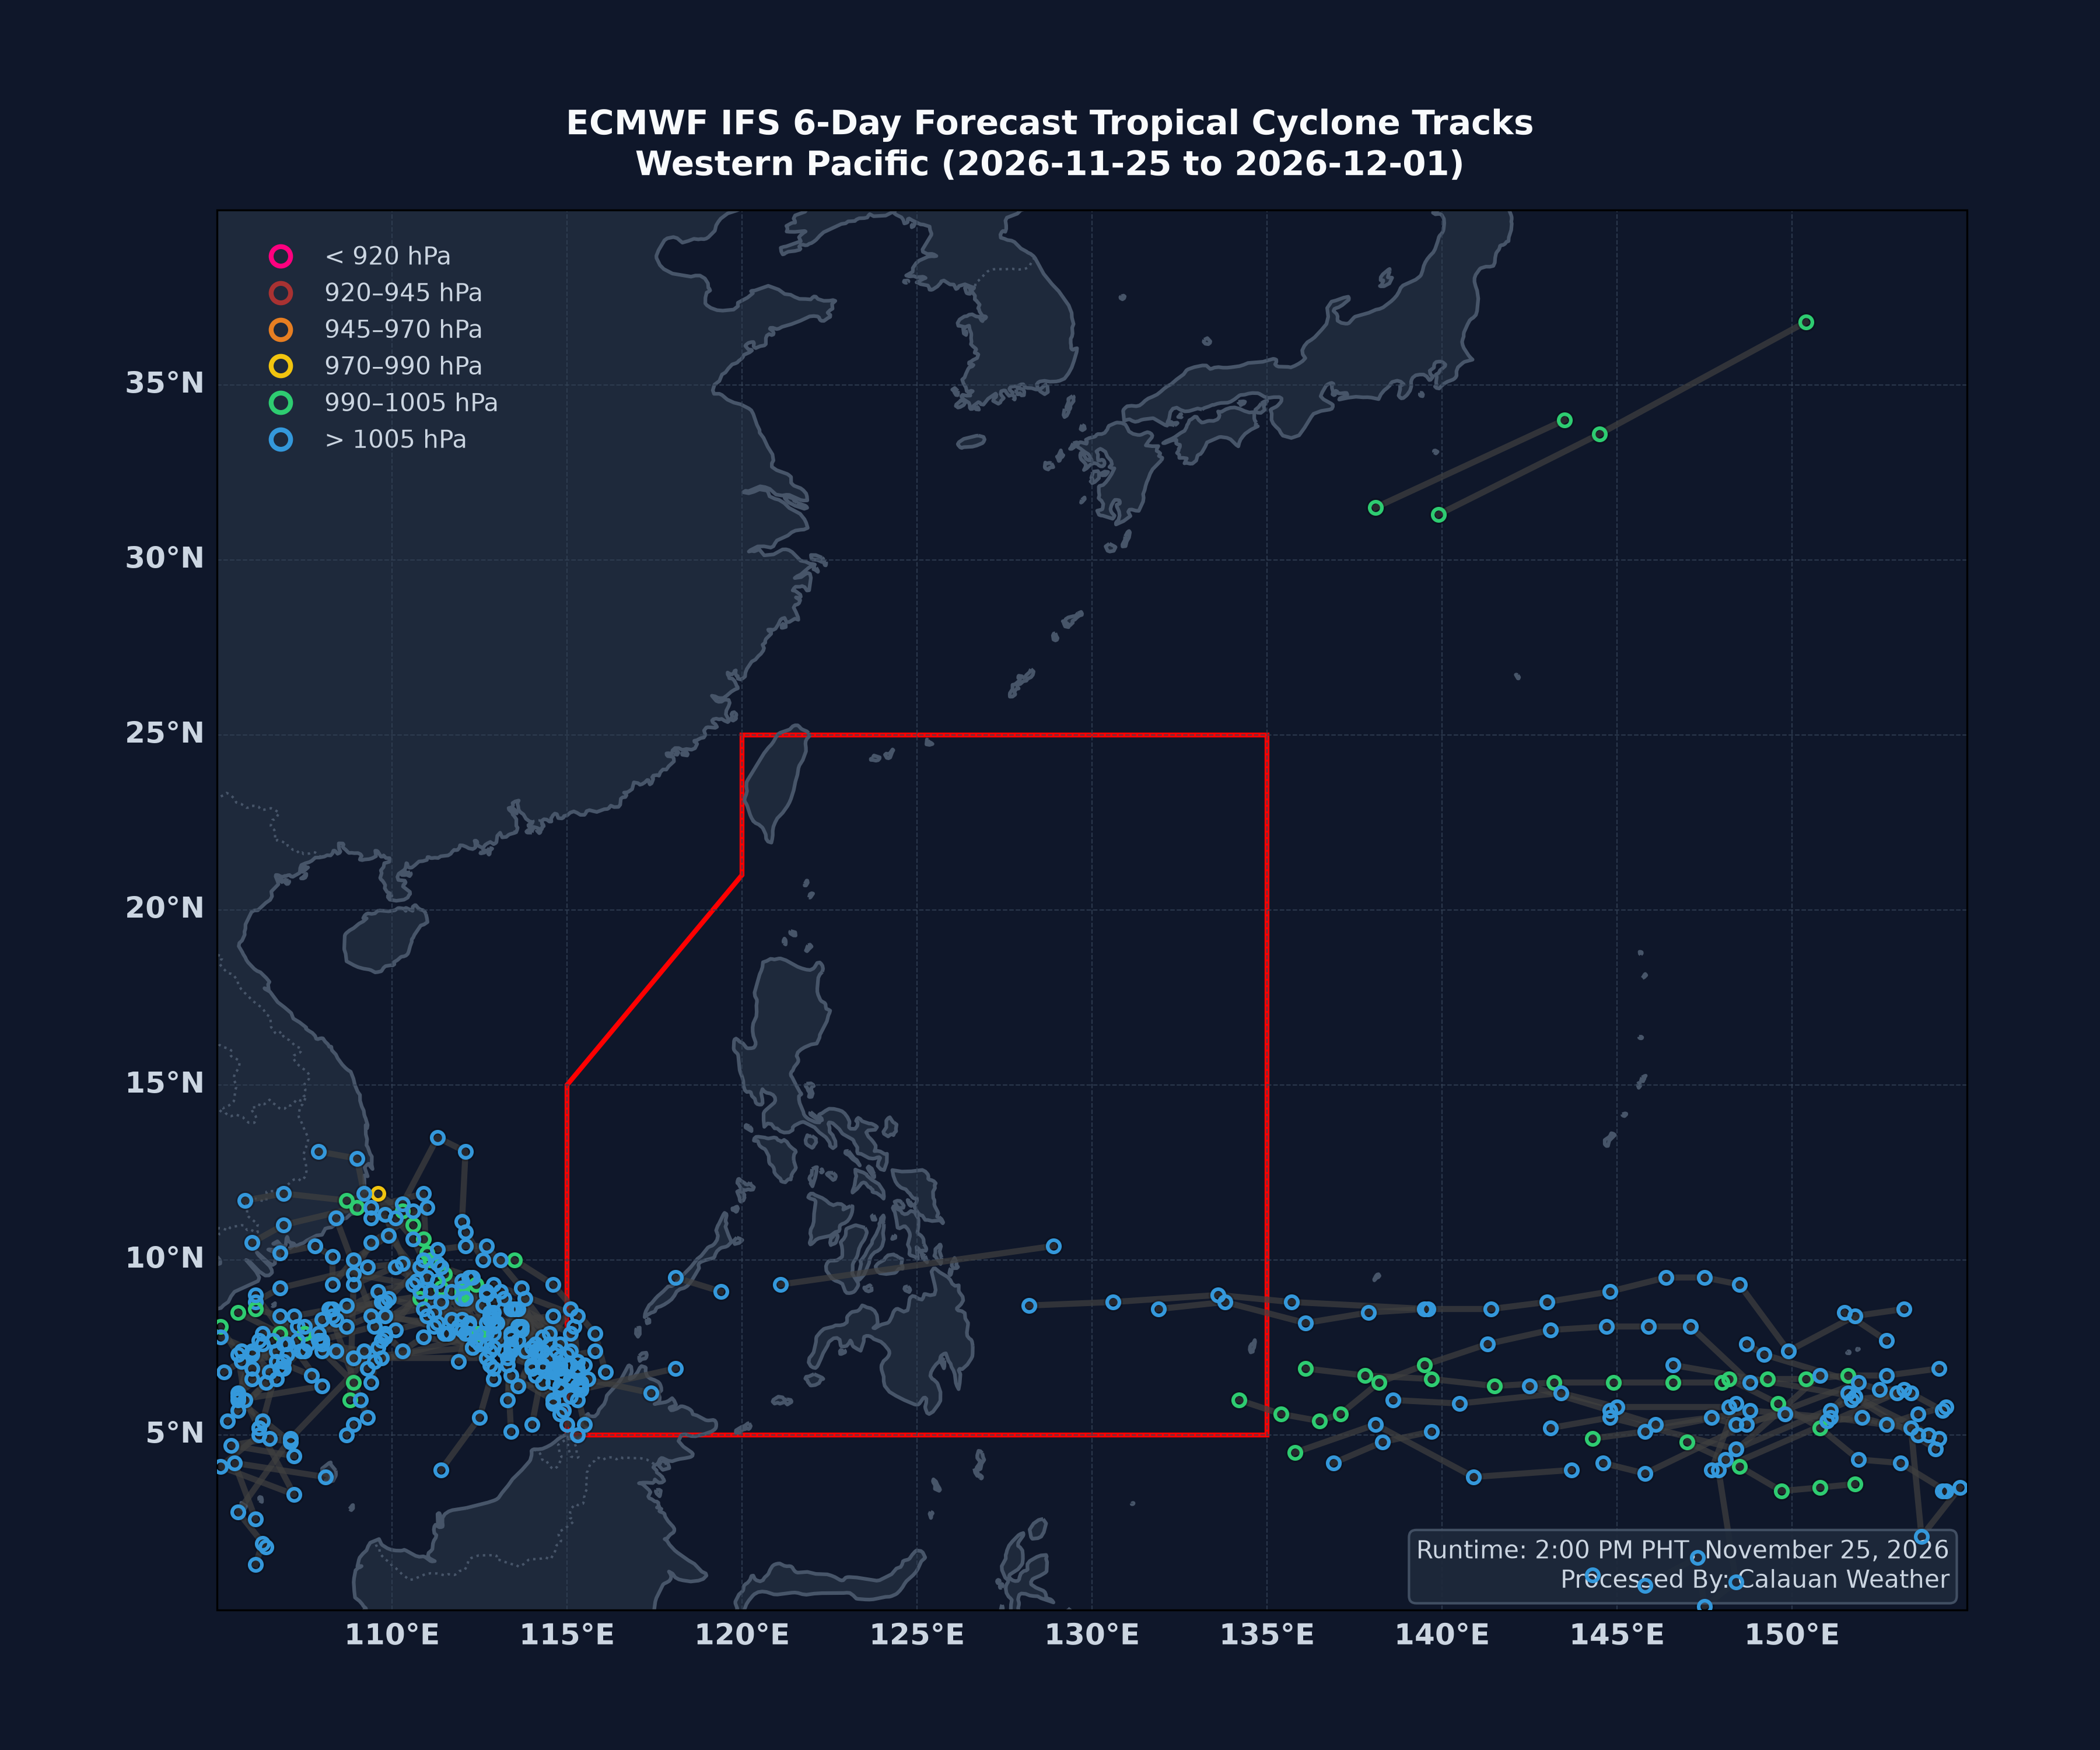 ECMWF IFS 6-Day Forecast Tropical Cyclone Tracks
Western Pacific (2026-11-25 to 2026-12-01)
< 920 hPa
920–945 hPa
945–970 hPa
970–990 hPa
990–1005 hPa
> 1005 hPa
35°N
30°N
25°N
20°N
15°N
10°N
5°N
Runtime: 2:00 PM PHT, November 25, 2026
Processed By: Calauan Weather
110°E
115°E
120°E
125°E
130°E
135°E
140°E
145°E
150°E